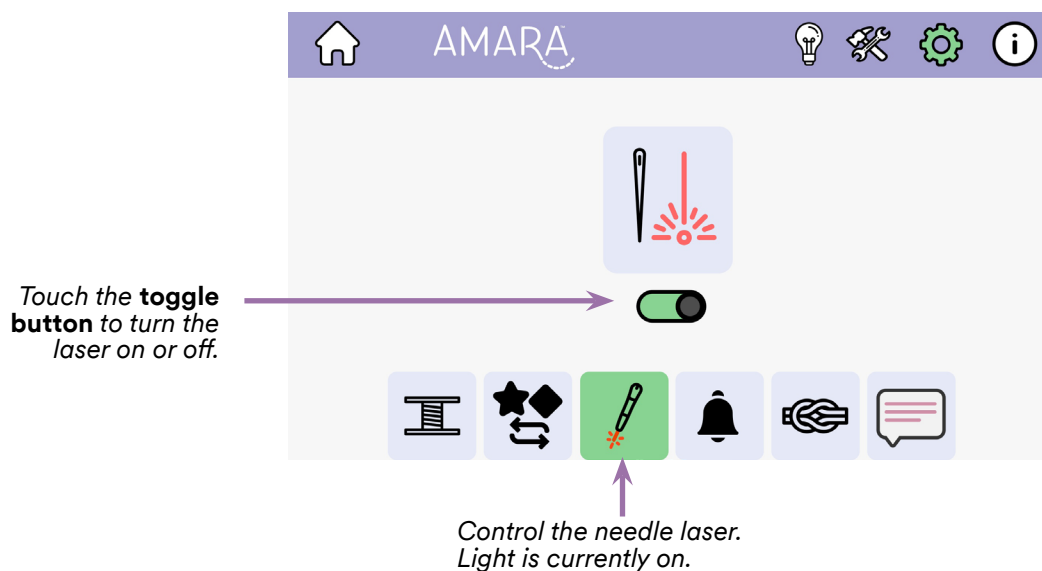 AMARA™
i
Touch the toggle
button to turn the
laser on or off.
Control the needle laser.
Light is currently on.